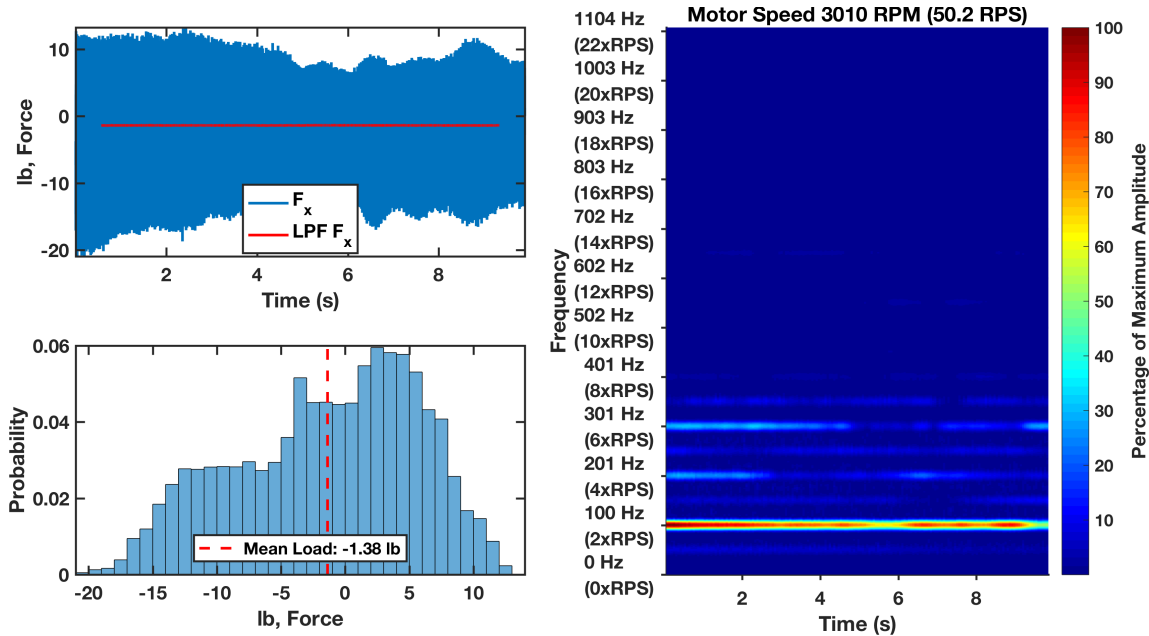 10
0
-10
-20
lb, Force
F x
LPF F x
2
4
6
8
Time (s)
0.06
0.04
0.02
0
Probability
Mean Load: -1.38 lb
-20
-15
-10
-5
0
5
10
lb, Force
Motor Speed 3010 RPM (50.2 RPS)
1104 Hz
(22xRPS)
1003 Hz
(20xRPS)
903 Hz
(18xRPS)
803 Hz
(16xRPS)
702 Hz
(14xRPS)
602 Hz
(12xRPS)
502 Hz
(10xRPS)
401 Hz
(8xRPS)
301 Hz
(6xRPS)
201 Hz
(4xRPS)
100 Hz
(2xRPS)
0 Hz
(0xRPS)
Frequency
2
4
6
8
Time (s)
100
90
80
70
60
50
40
30
20
10
Percentage of Maximum Amplitude